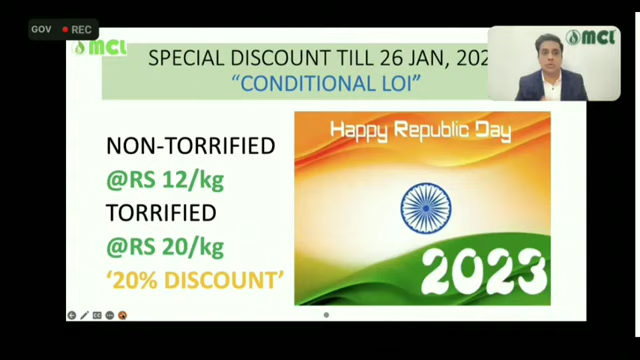 GOV REC
mcl
SPECIAL DISCOUNT TILL 26 JAN, 202
“CONDITIONAL LOI”
mcl
NON-TORRIFIED
@RS 12/kg
TORRIFIED
@RS 20/kg
‘20% DISCOUNT’
Happy Republic Day
2023